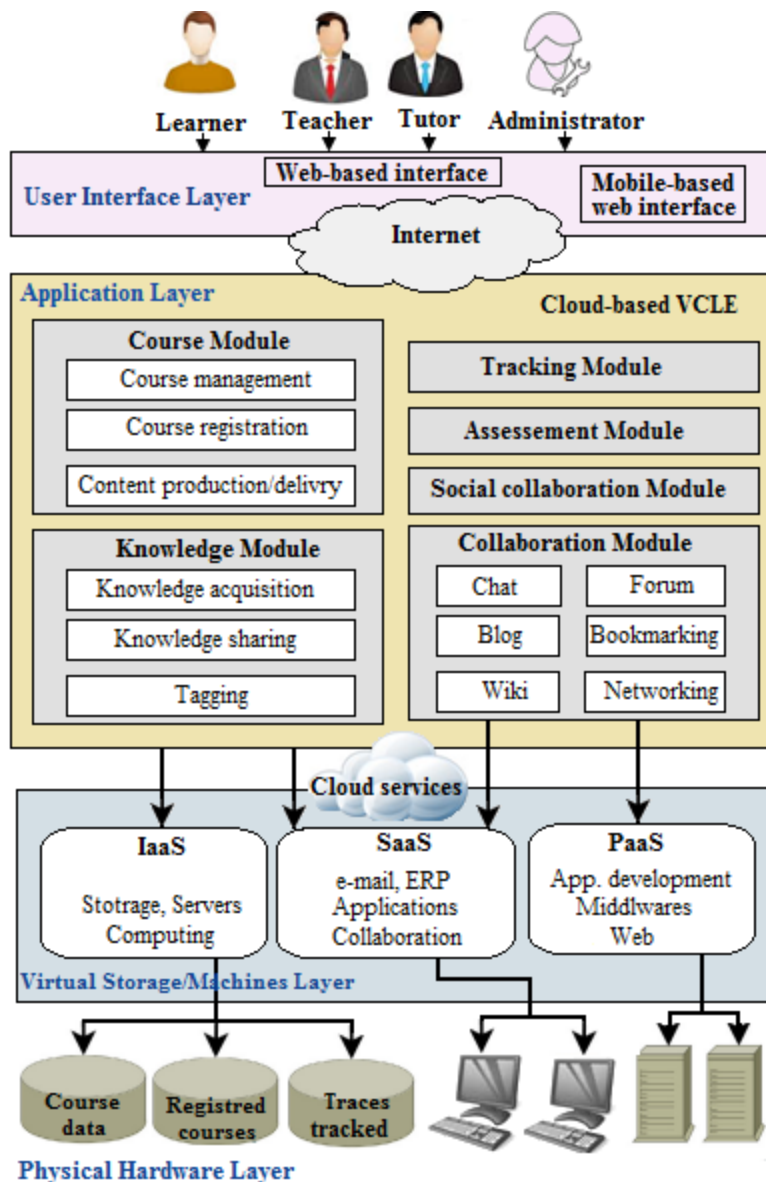 Learner
Teacher
Tutor
Administrator
Web-based interface
User Interface Layer
Mobile-based
web interface
Internet
Application Layer
Cloud-based VCLE
Course Module
Course management
Course registration
Content production/delivry
Knowledge Module
Knowledge acquisition
Knowledge sharing
Tagging
Tracking Module
Assessement Module
Social collaboration Module
Collaboration Module
Chat
Forum
Blog
Bookmarking
Wiki
Networking
Cloud services
IaaS
Stotrage, Servers
Computing
SaaS
e-mail, ERP
Applications
Collaboration
PaaS
App. development
Middlwares
Web
Virtual Storage/Machines Layer
Course
data
Registred
courses
Traces
tracked
Physical Hardware Layer